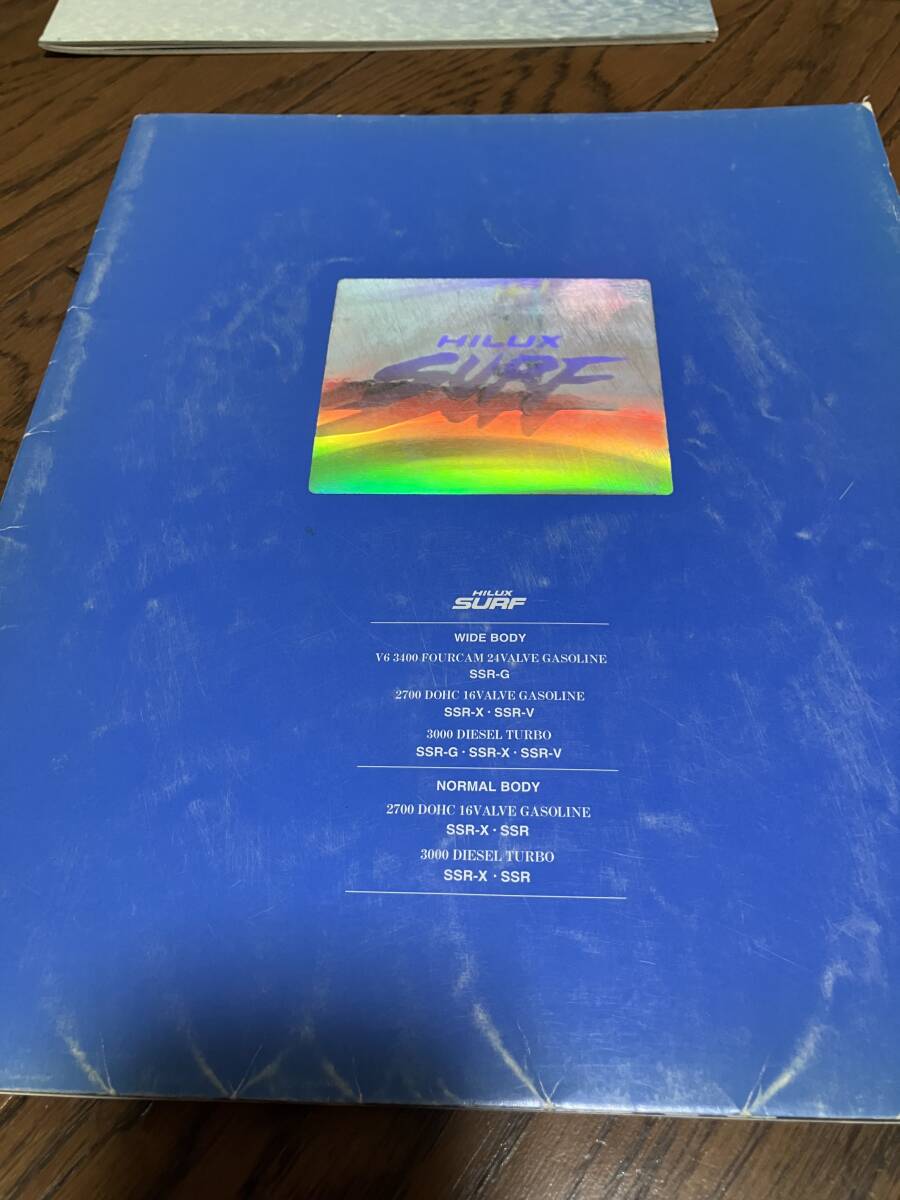 HILUX
SURF
HILUX
SURF
WIDE BODY
V6 3400 FOURCAM 24VALVE GASOLINE
SSR-G
2700 DOHC 16VALVE GASOLINE
SSR-X・SSR-V
3000 DIESEL TURBO
SSR-G・SSR-X・SSR-V
NORMAL BODY
2700 DOHC 16VALVE GASOLINE
SSR-X・SSR
3000 DIESEL TURBO
SSR-X・SSR